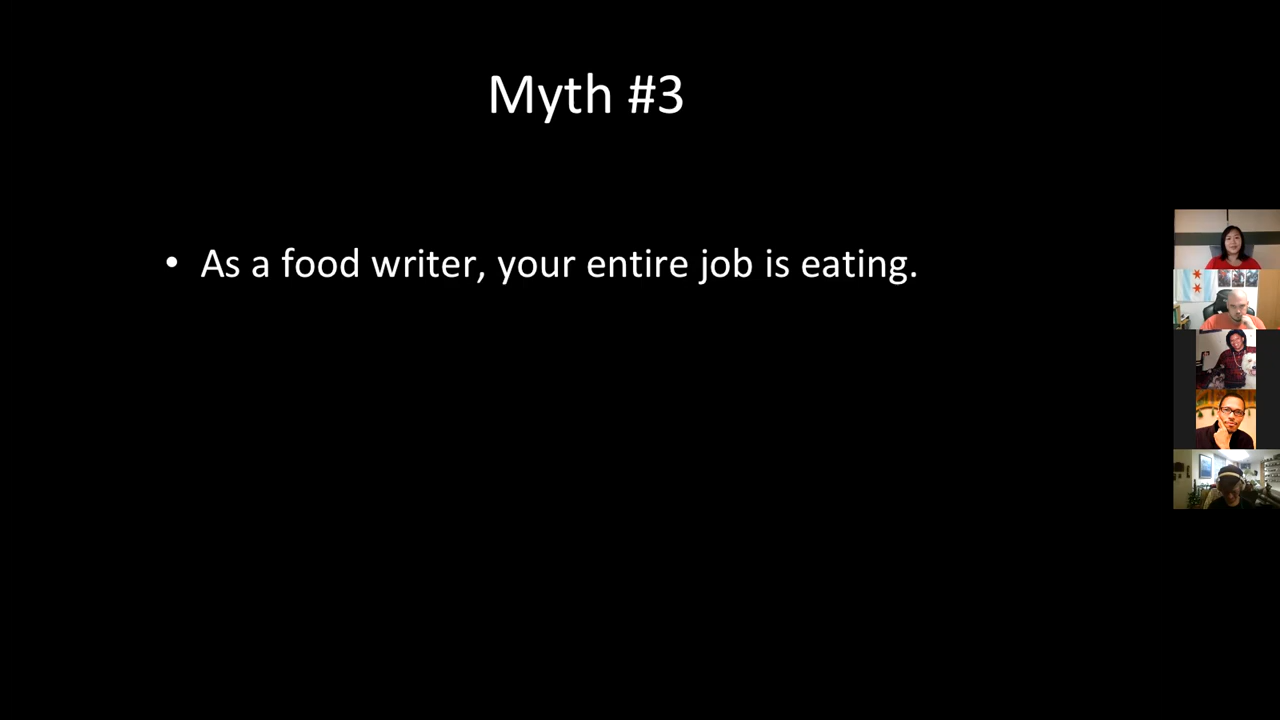 Myth #3
• As a food writer, your entire job is eating.